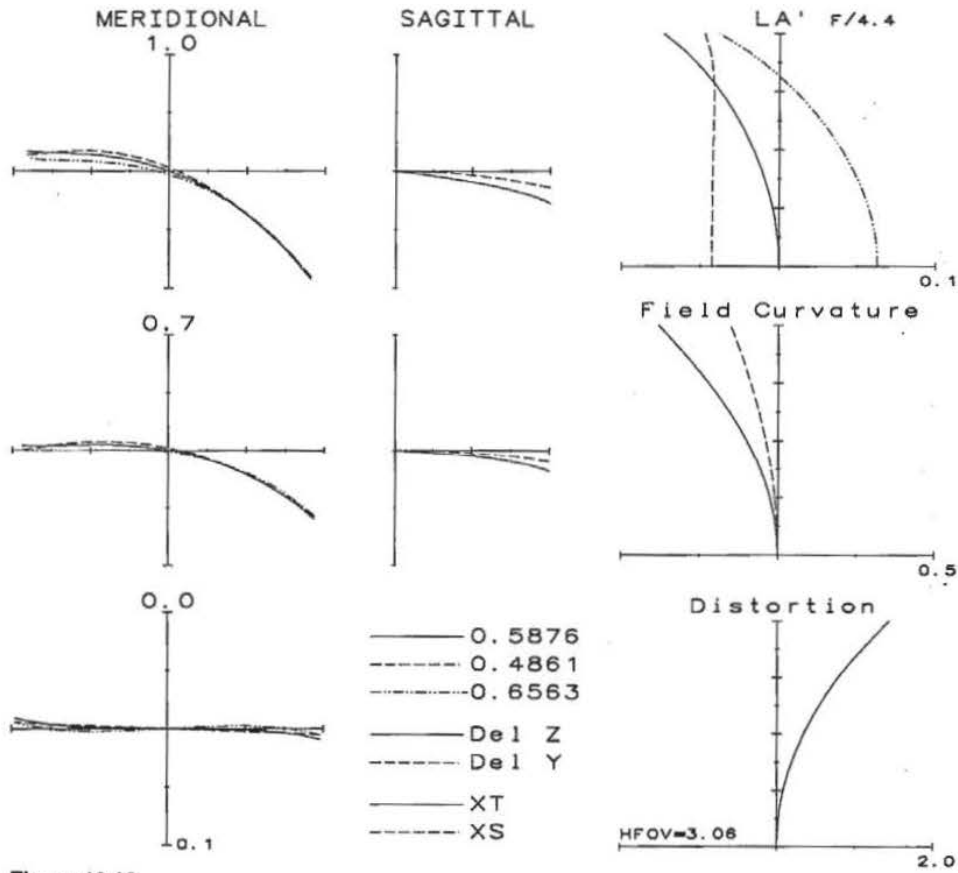 MERIDIONAL
1.0
SAGITTAL
LA' F/4.4
0.1
0.7
Field Curvature
0.5
0.0
0.5876
0.4861
0.6563
Del Z
Del Y
XT
XS
0.1
Distortion
HFOV=3.06
2.0